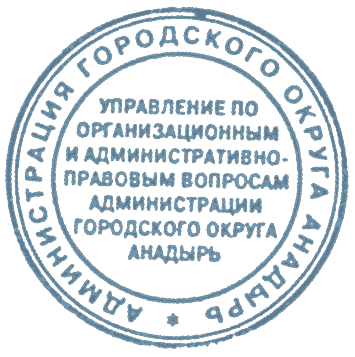 АДМИНИСТРАЦИЯ ГОРОДСКОГО ОКРУГА АНАДЫРЬ *
УПРАВЛЕНИЕ ПО
ОРГАНИЗАЦИОННЫМ
И АДМИНИСТРАТИВНО-
ПРАВОВЫМ ВОПРОСАМ
АДМИНИСТРАЦИИ
ГОРОДСКОГО ОКРУГА
АНАДЫРЬ